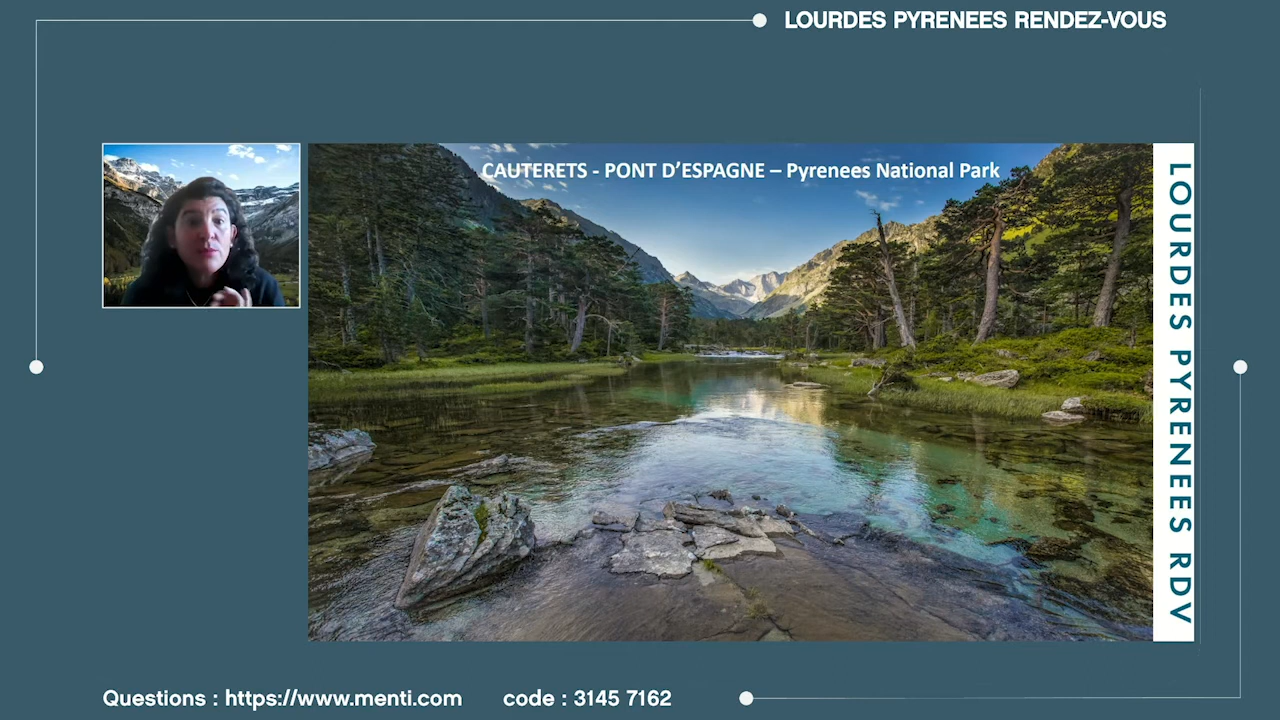 LOURDES PYRENEES RENDEZ-VOUS
CAUTERETS - PONT D’ESPAGNE – Pyrenees National Park
LOURDES PYRENEES RDV
Questions : https://www.menti.com code : 3145 7162